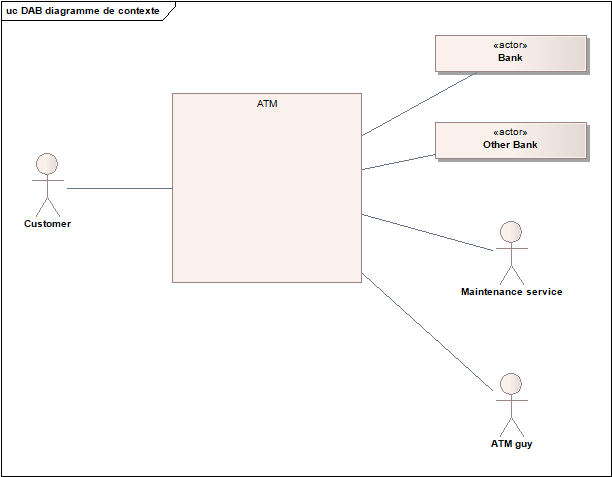 uc DAB diagramme de contexte
«actor»
Bank
ATM
«actor»
Other Bank
Customer
Maintenance service
ATM guy